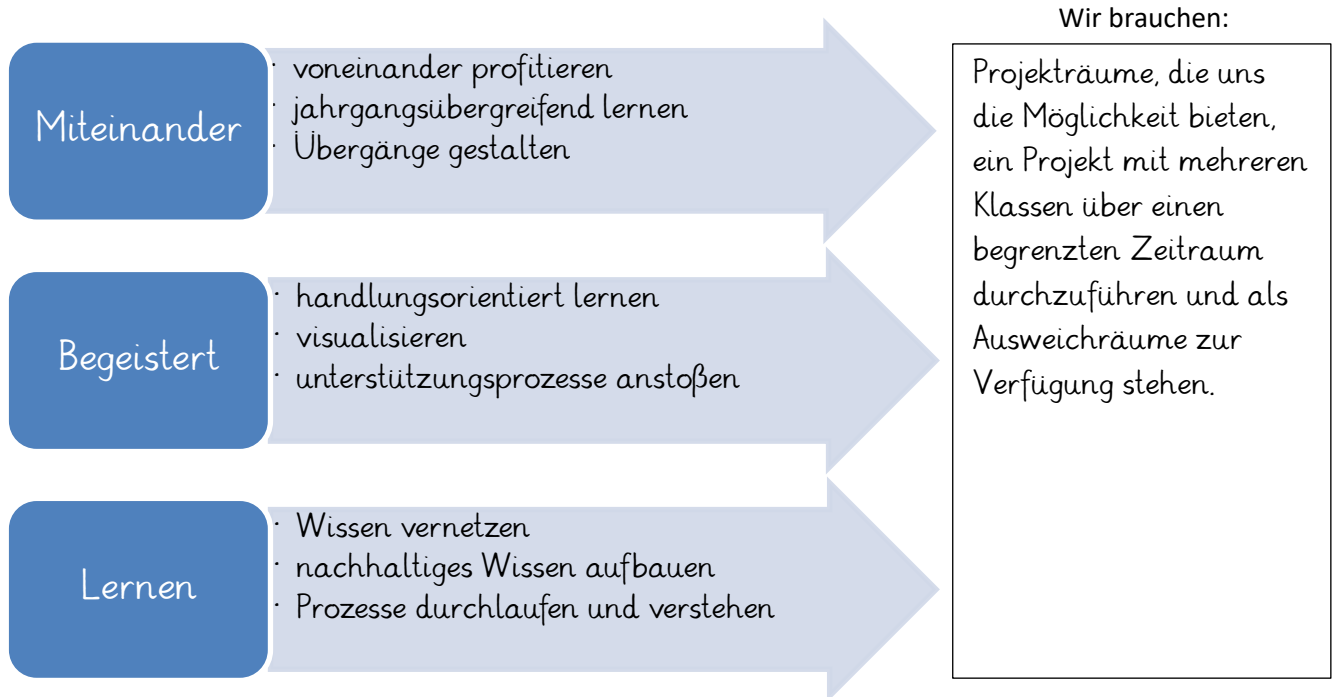 Miteinander
· voneinander profitieren
· jahrgangsübergreifend lernen
· Übergänge gestalten
Begeistert
· handlungsorientiert lernen
· visualisieren
· unterstützungsprozesse anstoßen
Lernen
· Wissen vernetzen
· nachhaltiges Wissen aufbauen
· Prozesse durchlaufen und verstehen
Wir brauchen:
Projekträume, die uns
die Möglichkeit bieten,
ein Projekt mit mehreren
Klassen über einen
begrenzten Zeitraum
durchzuführen und als
Ausweichräume zur
Verfügung stehen.